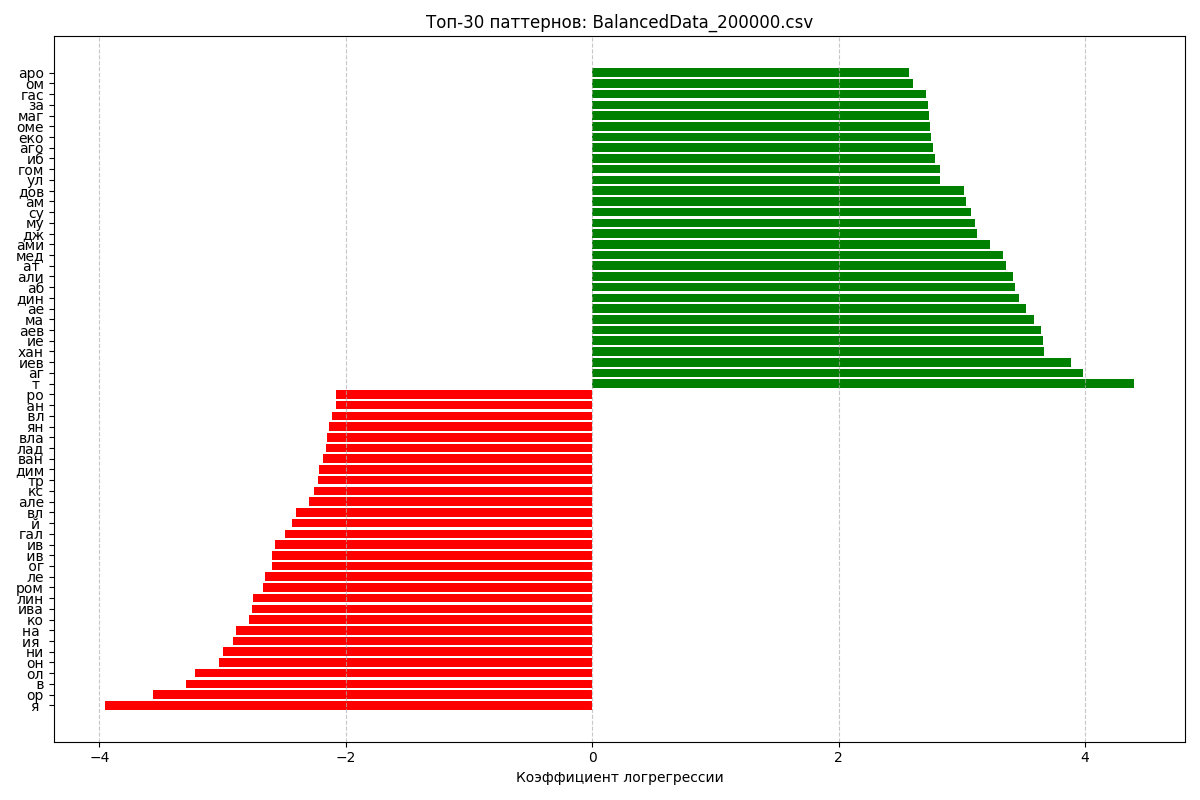 Топ-30 паттернов: BalancedData_200000.csv
аро
ом
гас
за
маг
оме
еко
аго
иб
гом
ул
дов
ам
су
му
дж
ами
мед
ат
али
аб
дин
ае
ма
аев
ие
хан
иев
аг
т
ро
ан
вл
ян
вла
лад
ван
дим
тр
кс
але
вл
й
гал
ив
ив
ог
ле
ром
лин
ива
ко
на
ия
ни
он
ол
в
ор
я
−4 −2 0 2 4
Коэффициент логрегрессии